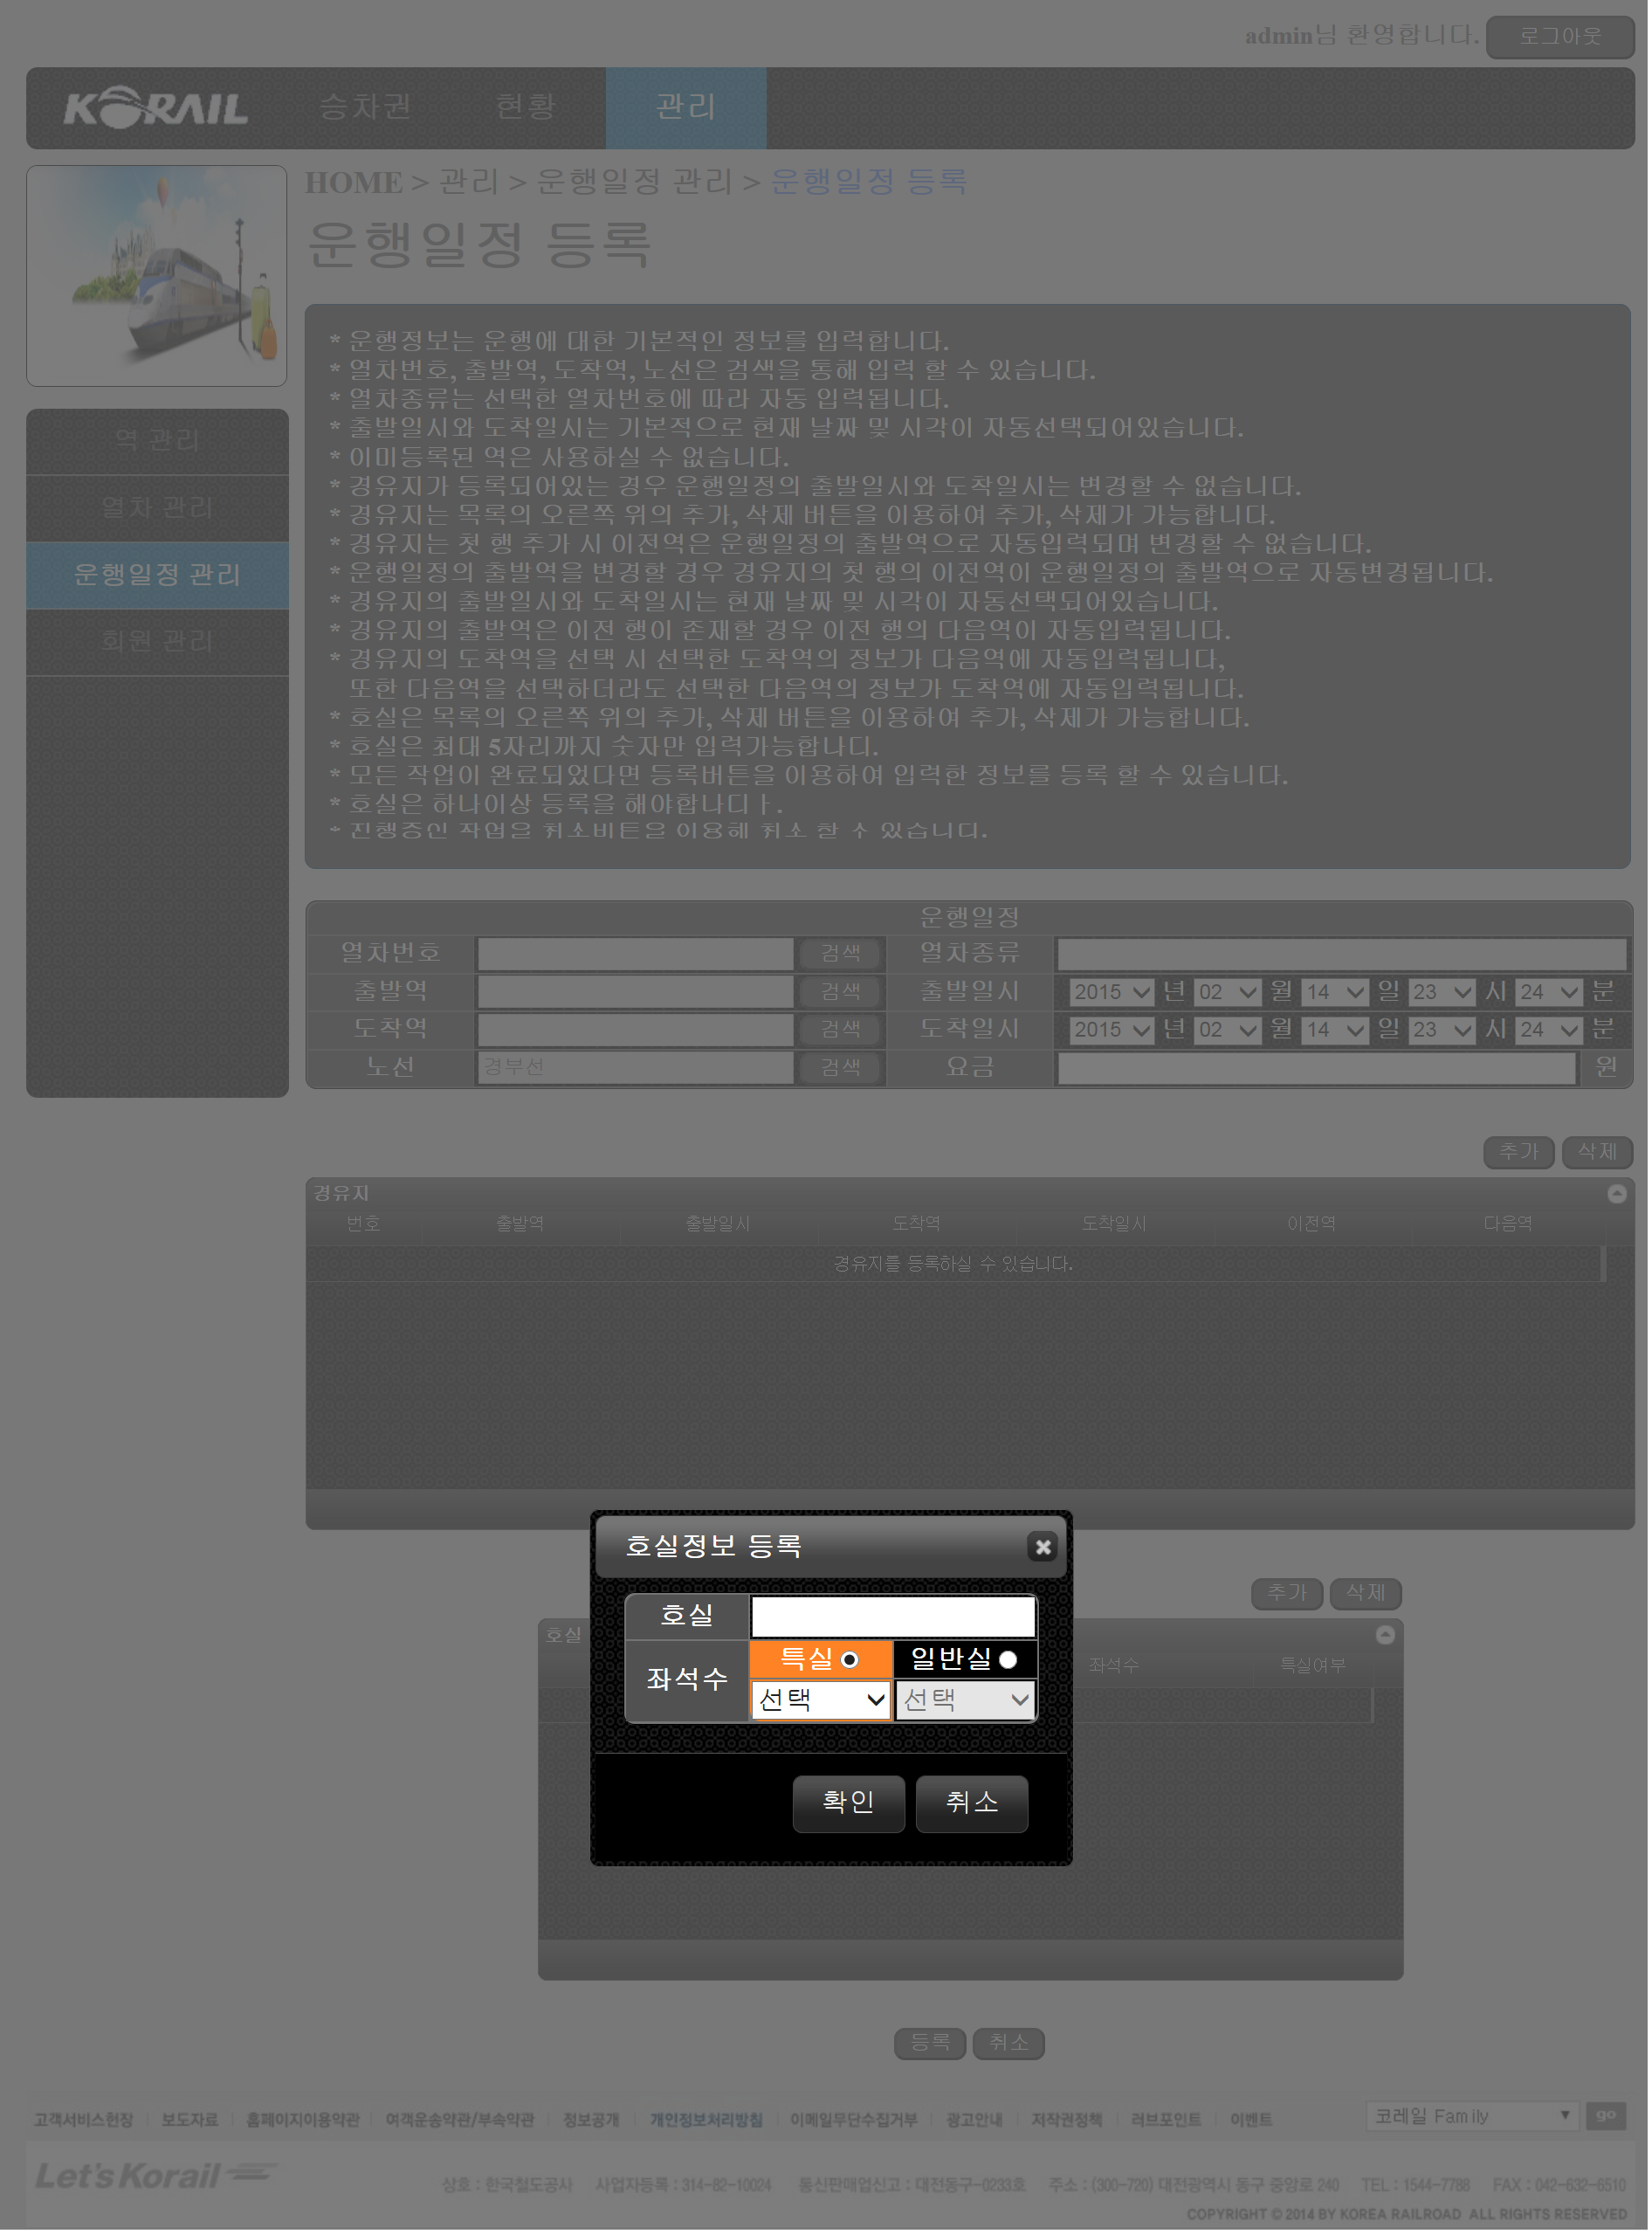 admin님 환영합니다. 로그아웃
KORAIL 승차권 현황 관리
HOME > 관리 > 운행일정 관리 > 운행일정 등록
운행일정 등록
역 관리
열차 관리
운행일정 관리
회원 관리
* 운행정보는 운행에 대한 기본적인 정보를 입력합니다.
* 열차번호, 출발역, 도착역, 노선은 검색을 통해 입력 할 수 있습니다.
* 열차종류는 선택한 열차번호에 따라 자동 입력됩니다.
* 출발일시와 도착일시는 기본적으로 현재 날짜 및 시각이 자동선택되어있습니다.
* 이미등록된 역은 사용하실 수 없습니다.
* 경유지가 등록되어있는 경우 운행일정의 출발일시와 도착일시는 변경할 수 없습니다.
* 경유지는 목록의 오른쪽 위의 추가, 삭제 버튼을 이용하여 추가, 삭제가 가능합니다.
* 경유지는 첫 행 추가 시 이전역은 운행일정의 출발역으로 자동입력되며 변경할 수 없습니다.
* 운행일정의 출발역을 변경할 경우 경유지의 첫 행의 이전역이 운행일정의 출발역으로 자동변경됩니다.
* 경유지의 출발일시와 도착일시는 현재 날짜 및 시각이 자동선택되어있습니다.
* 경유지의 출발역은 이전 행이 존재할 경우 이전 행의 다음역이 자동입력됩니다.
* 경유지의 도착역을 선택 시 선택한 도착역의 정보가 다음역에 자동입력됩니다,
또한 다음역을 선택하더라도 선택한 다음역의 정보가 도착역에 자동입력됩니다.
* 호실은 목록의 오른쪽 위의 추가, 삭제 버튼을 이용하여 추가, 삭제가 가능합니다.
* 호실은 최대 5자리까지 숫자만 입력가능합나디.
* 모든 작업이 완료되었다면 등록버튼을 이용하여 입력한 정보를 등록 할 수 있습니다.
* 호실은 하나이상 등록을 해야합나디ㅏ.
* 진행중인 작업을 취소버튼을 이용해 취소 할 수 있습니다.
운행일정
열차번호 검색 열차종류
출발역 검색 출발일시 2015 년 02 월 14 일 23 시 24 분
도착역 검색 도착일시 2015 년 02 월 14 일 23 시 24 분
노선 경부선 검색 요금 원
추가 삭제
경유지
번호 출발역 출발일시 도착역 도착일시 이전역 다음역
경유지를 등록하실 수 있습니다.
호실정보 등록
호실
좌석수 특실 일반실
선택 선택
확인 취소
추가 삭제
호실
좌석수 특실여부
등록 취소
고객서비스헌장 보도자료 홈페이지이용약관 여객운송약관/부속약관 정보공개 개인정보처리방침 이메일무단수집거부 광고안내 저작권정책 러브포인트 이벤트 코레일 Family go
Let's Korail 상호 : 한국철도공사 사업자등록 : 314-82-10024 통신판매업신고 : 대전동구-0233호 주소 : (300-720) 대전광역시 동구 중앙로 240 TEL : 1544-7788 FAX : 042-632-6510
COPYRIGHT © 2014 BY KOREA RAILROAD ALL RIGHTS RESERVED